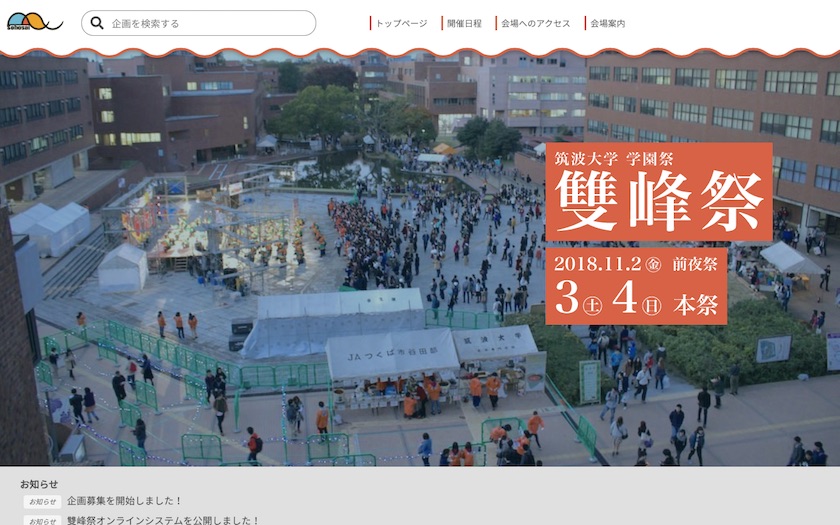 sohosai
企画を検索する
トップページ
開催日程
会場へのアクセス
会場案内
筑波大学 学園祭
雙峰祭
2018.11.2㊎ 前夜祭
3㊏ 4㊐ 本祭
JAつくば市谷田部
筑波大学
お知らせ
お知らせ 企画募集を開始しました！
お知らせ 雙峰祭オンラインシステムを公開しました！